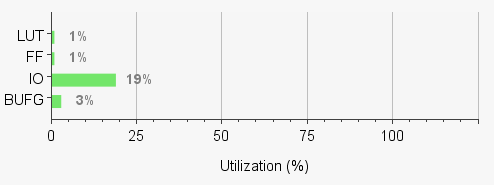 LUT 1%
FF 1%
IO 19%
BUFG 3%
0 25 50 75 100
Utilization (%)